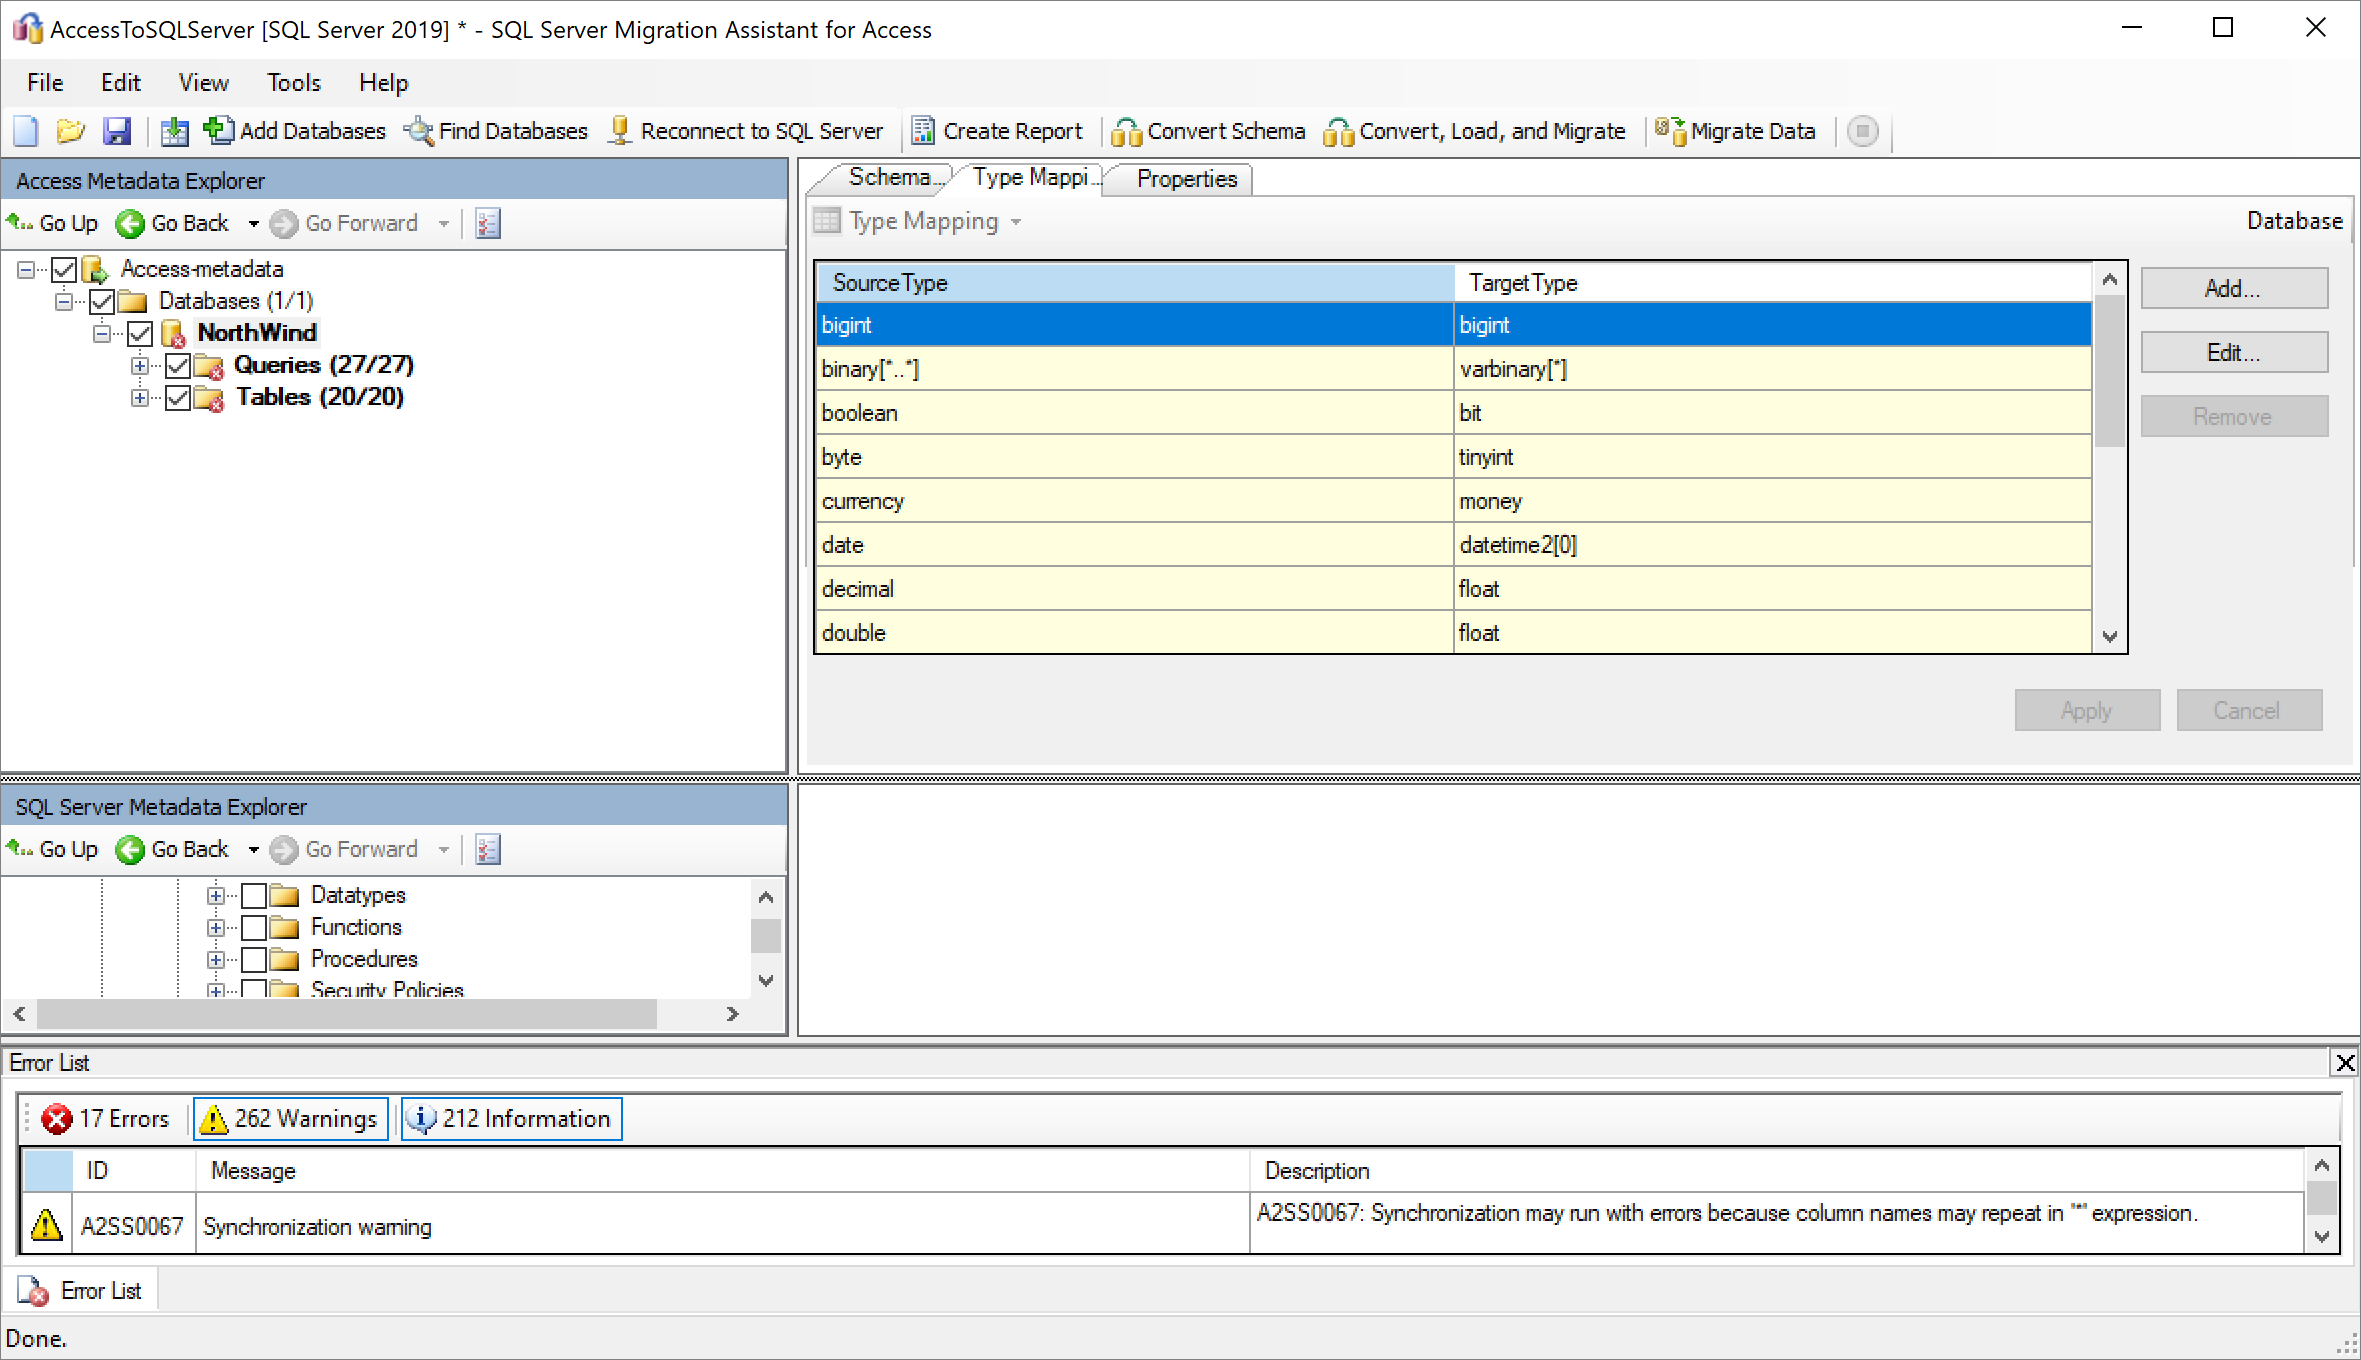 AccessToSQLServer [SQL Server 2019] * - SQL Server Migration Assistant for Access
File Edit View Tools Help
Add Databases Find Databases Reconnect to SQL Server Create Report Convert Schema Convert, Load, and Migrate Migrate Data
Access Metadata Explorer
Go Up Go Back Go Forward
Access-metadata
Databases (1/1)
NorthWind
Queries (27/27)
Tables (20/20)
Schema... Type Mappi... Properties
Type Mapping Database
SourceType TargetType
bigint bigint
binary[*..*] varbinary[*]
boolean bit
byte tinyint
currency money
date datetime2[0]
decimal float
double float
Add...
Edit...
Remove
Apply Cancel
SQL Server Metadata Explorer
Go Up Go Back Go Forward
Datatypes
Functions
Procedures
Security Policies
Error List
17 Errors 262 Warnings 212 Information
ID Message Description
A2SS0067 Synchronization warning A2SS0067: Synchronization may run with errors because column names may repeat in '*' expression.
Error List
Done.